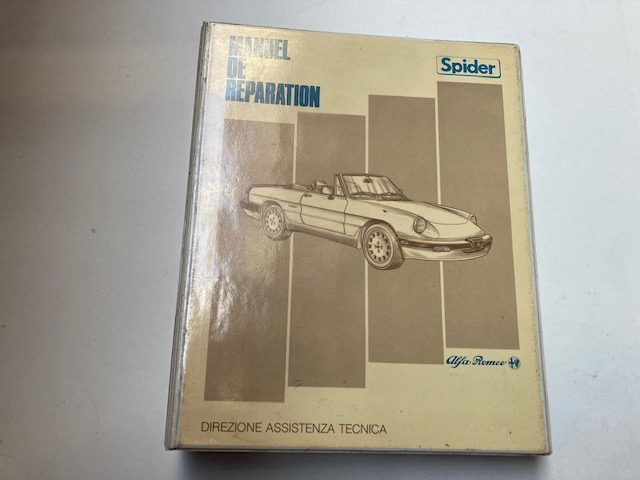 MANUEL
DE
REPARATION
Spider
Alfa Romeo
DIREZIONE ASSISTENZA TECNICA